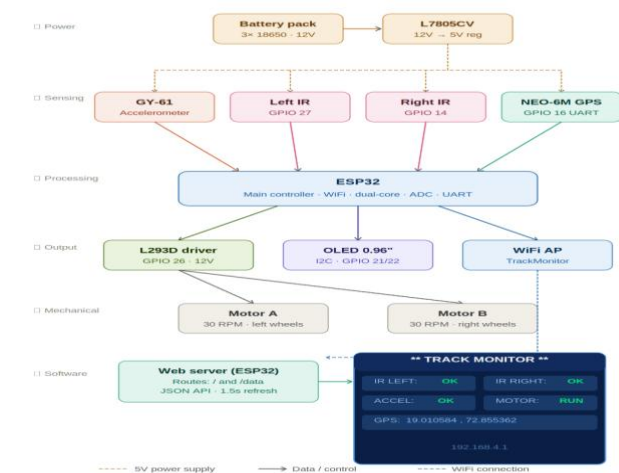 Power
Battery pack
3× 18650 · 12V
L7805CV
12V → 5V reg
Sensing
GY-61
Accelerometer
Left IR
GPIO 27
Right IR
GPIO 14
NEO-6M GPS
GPIO 16 UART
Processing
ESP32
Main controller · WiFi · dual-core · ADC · UART
Output
L293D driver
GPIO 26 · 12V
OLED 0.96"
I2C · GPIO 21/22
WiFi AP
TrackMonitor
Mechanical
Motor A
30 RPM · left wheels
Motor B
30 RPM · right wheels
Software
Web server (ESP32)
Routes: / and /data
JSON API · 1.5s refresh
** TRACK MONITOR **
IR LEFT: OK
IR RIGHT: OK
ACCEL: OK
MOTOR: RUN
GPS: 19.010584 , 72.855362
192.168.4.1
5V power supply
Data / control
WiFi connection